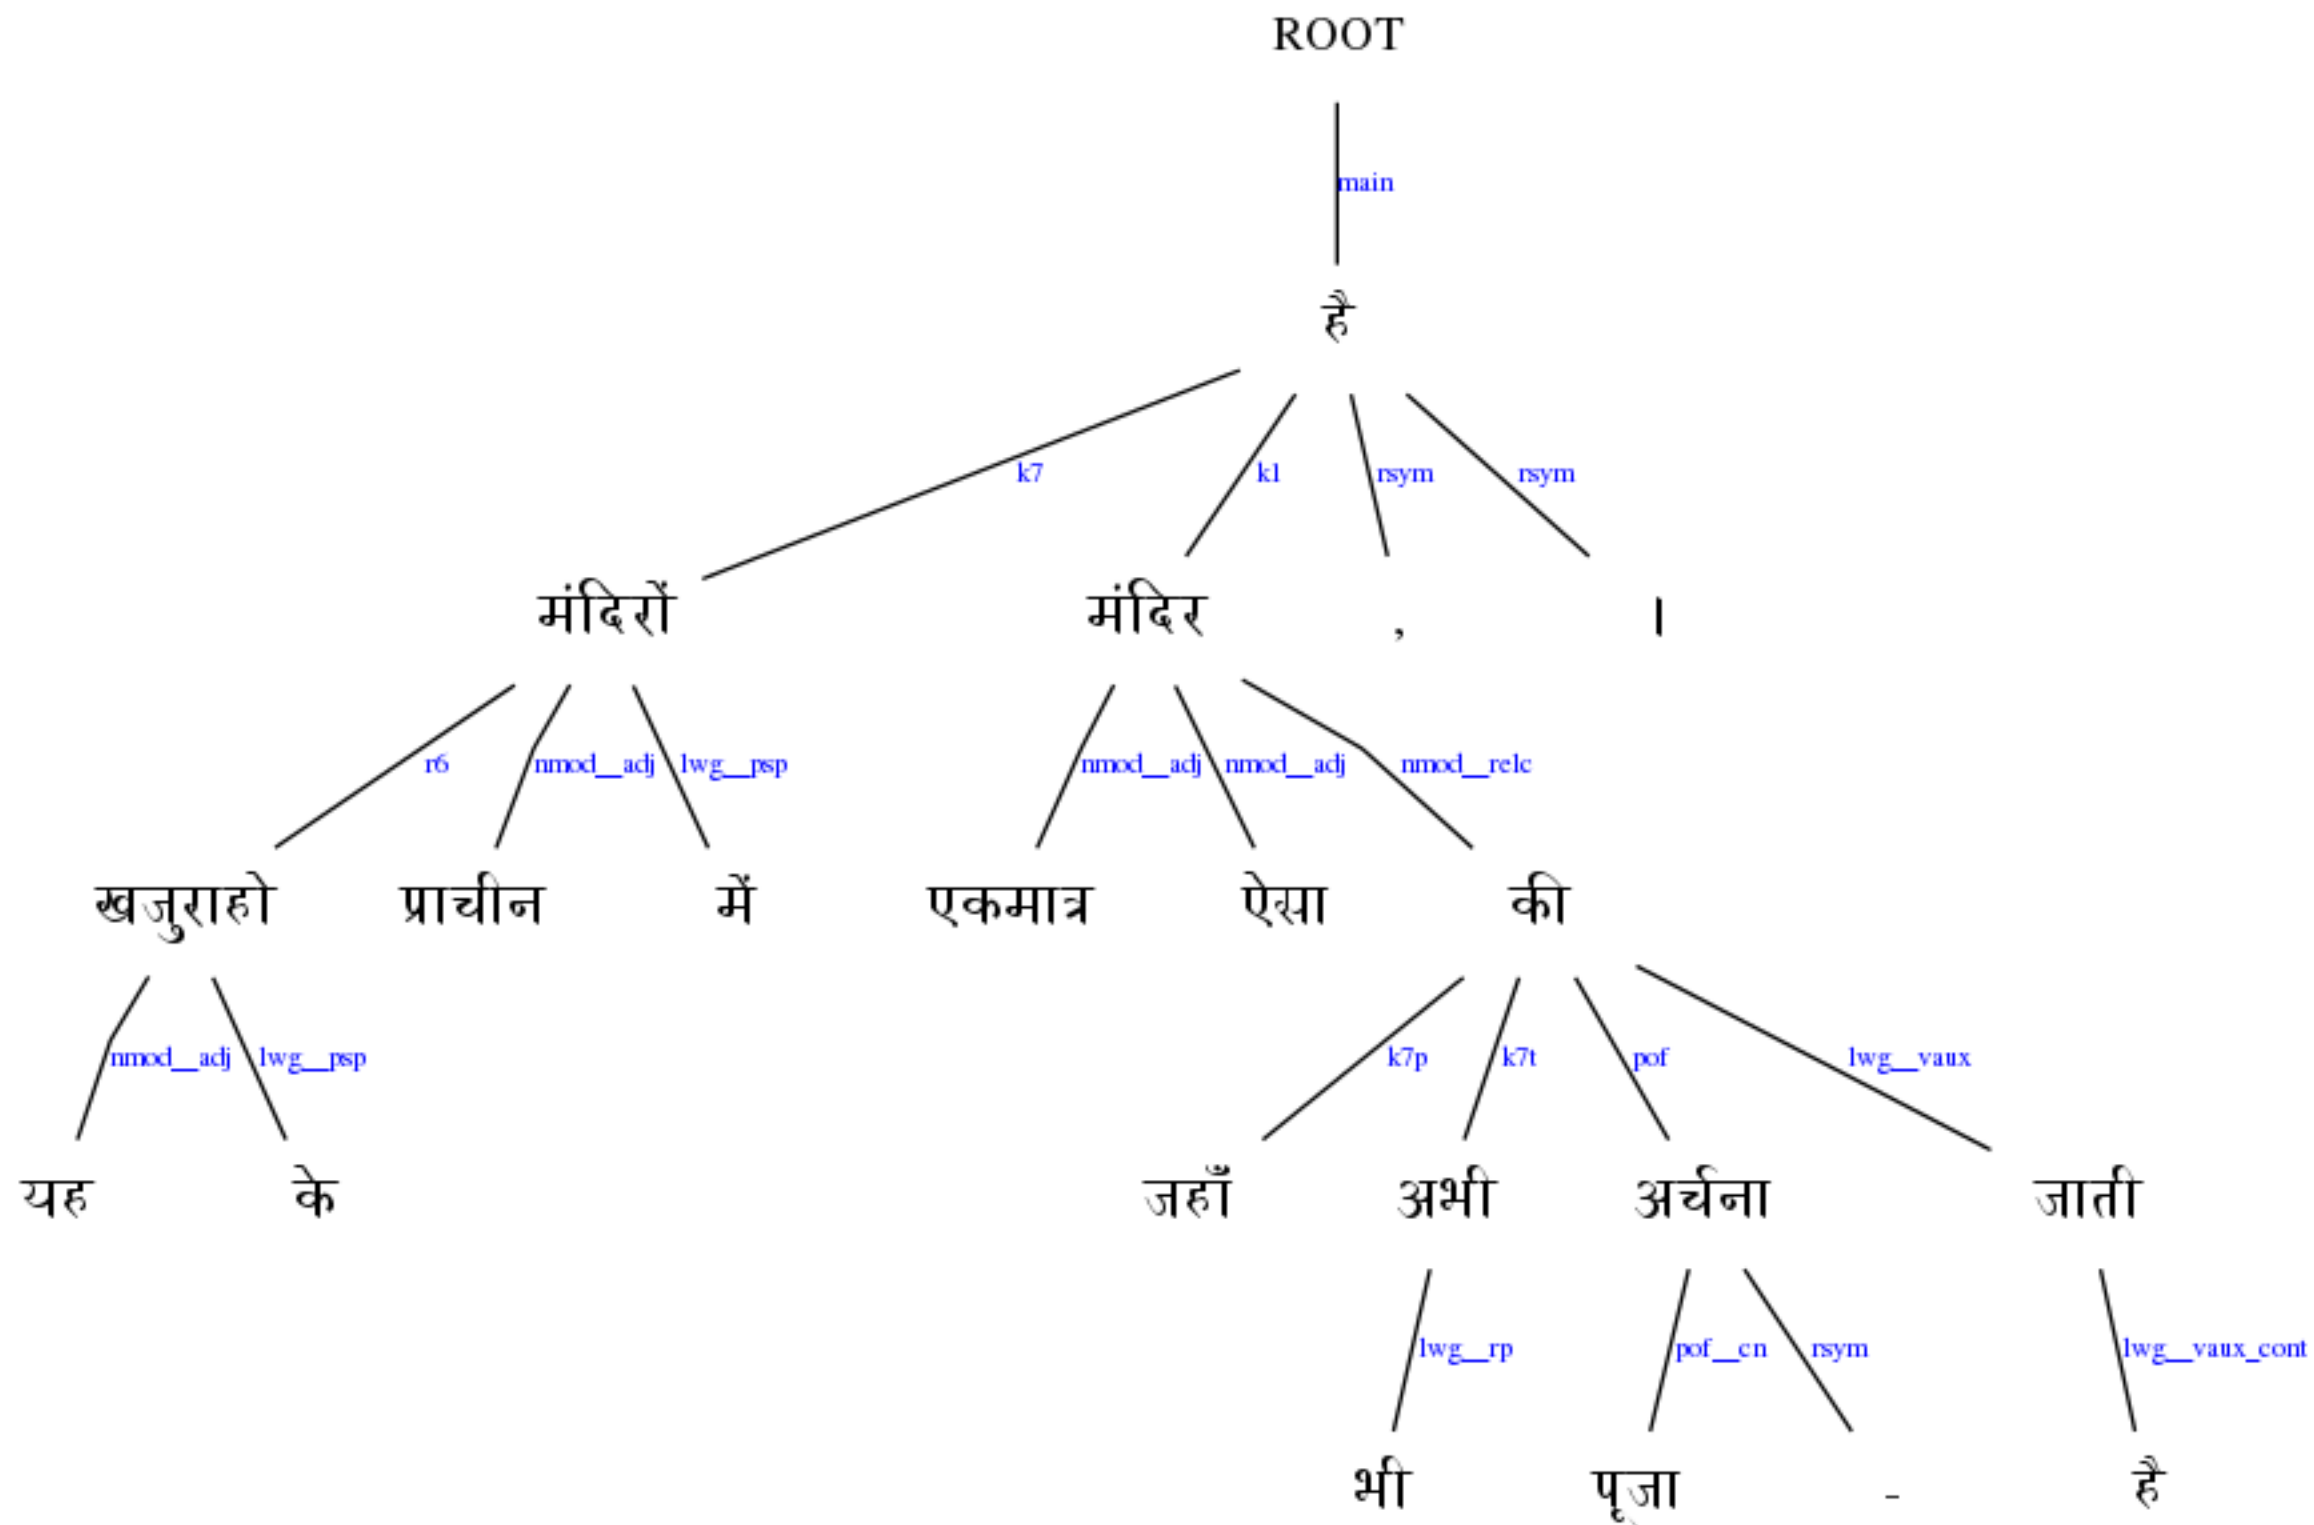 ROOT
main
है
k7 k1 rsym rsym
मंदिरों मंदिर , ।
r6 nmod__adj lwg__psp nmod__adj nmod__adj nmod__relc
खजुराहो प्राचीन में एकमात्र ऐसा की
nmod__adj lwg__psp k7p k7t pof lwg__vaux
यह के जहाँ अभी अर्चना जाती
lwg__rp pof__cn rsym lwg__vaux_cont
भी पूजा - है